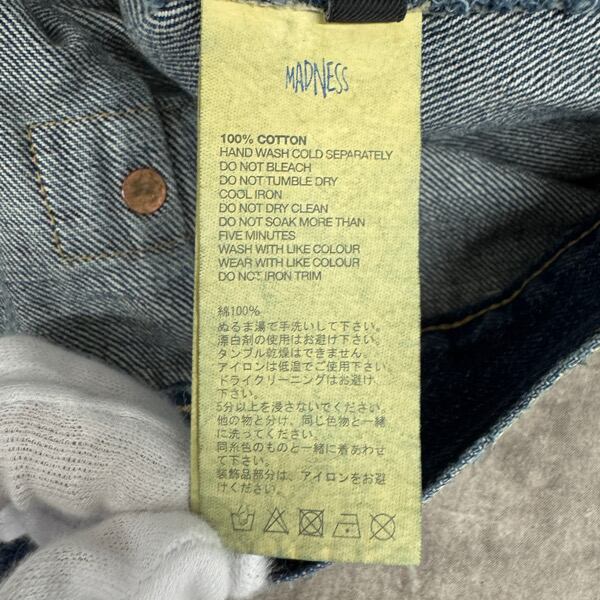 MADNESS
100% COTTON
HAND WASH COLD SEPARATELY
DO NOT BLEACH
DO NOT TUMBLE DRY
COOL IRON
DO NOT DRY CLEAN
DO NOT SOAK MORE THAN
FIVE MINUTES
WASH WITH LIKE COLOUR
WEAR WITH LIKE COLOUR
DO NOT IRON TRIM
綿100%
ぬるま湯で手洗いして下さい。
漂白剤の使用はお避け下さい。
タンブル乾燥はできません。
アイロンは低温でご使用下さい。
ドライクリーニングはお避け
下さい。
5分以上を浸さないでください。
他の物と分け、同じ色物と一緒
に洗ってください。
同系色のものと一緒に着あわせ
て下さい。
装飾品部分は、アイロンをお避
けください。